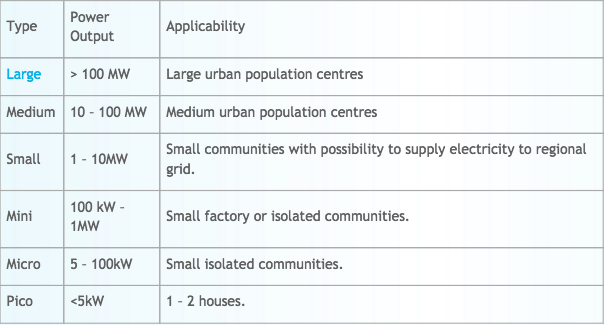 Type Power Output Applicability
Large > 100 MW Large urban population centres
Medium 10 – 100 MW Medium urban population centres
Small 1 – 10MW Small communities with possibility to supply electricity to regional
grid.
Mini 100 kW – 1MW Small factory or isolated communities.
Micro 5 – 100kW Small isolated communities.
Pico <5kW 1 – 2 houses.